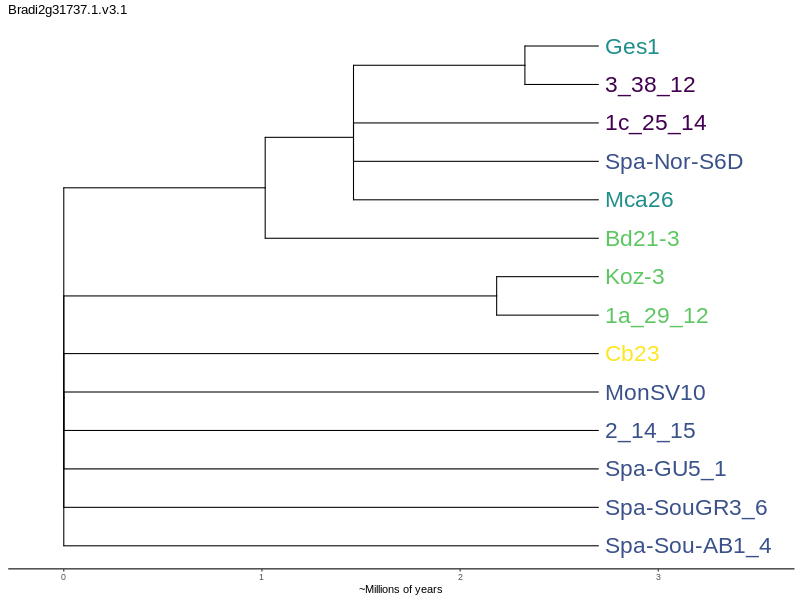 Bradi2g31737.1.v3.1
Ges1
3_38_12
1c_25_14
Spa-Nor-S6D
Mca26
Bd21-3
Koz-3
1a_29_12
Cb23
MonSV10
2_14_15
Spa-GU5_1
Spa-SouGR3_6
Spa-Sou-AB1_4
0 1 2 3
~Millions of years